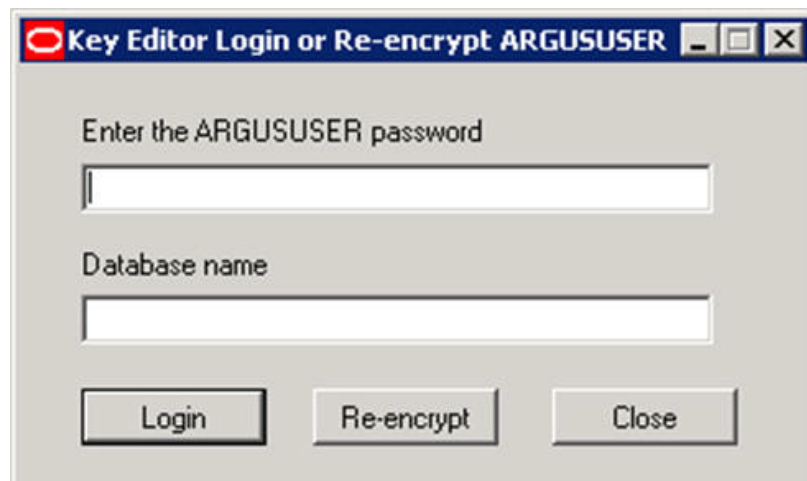 Key Editor Login or Re-encrypt ARGUSUSER
Enter the ARGUSUSER password
Database name
Login Re-encrypt Close